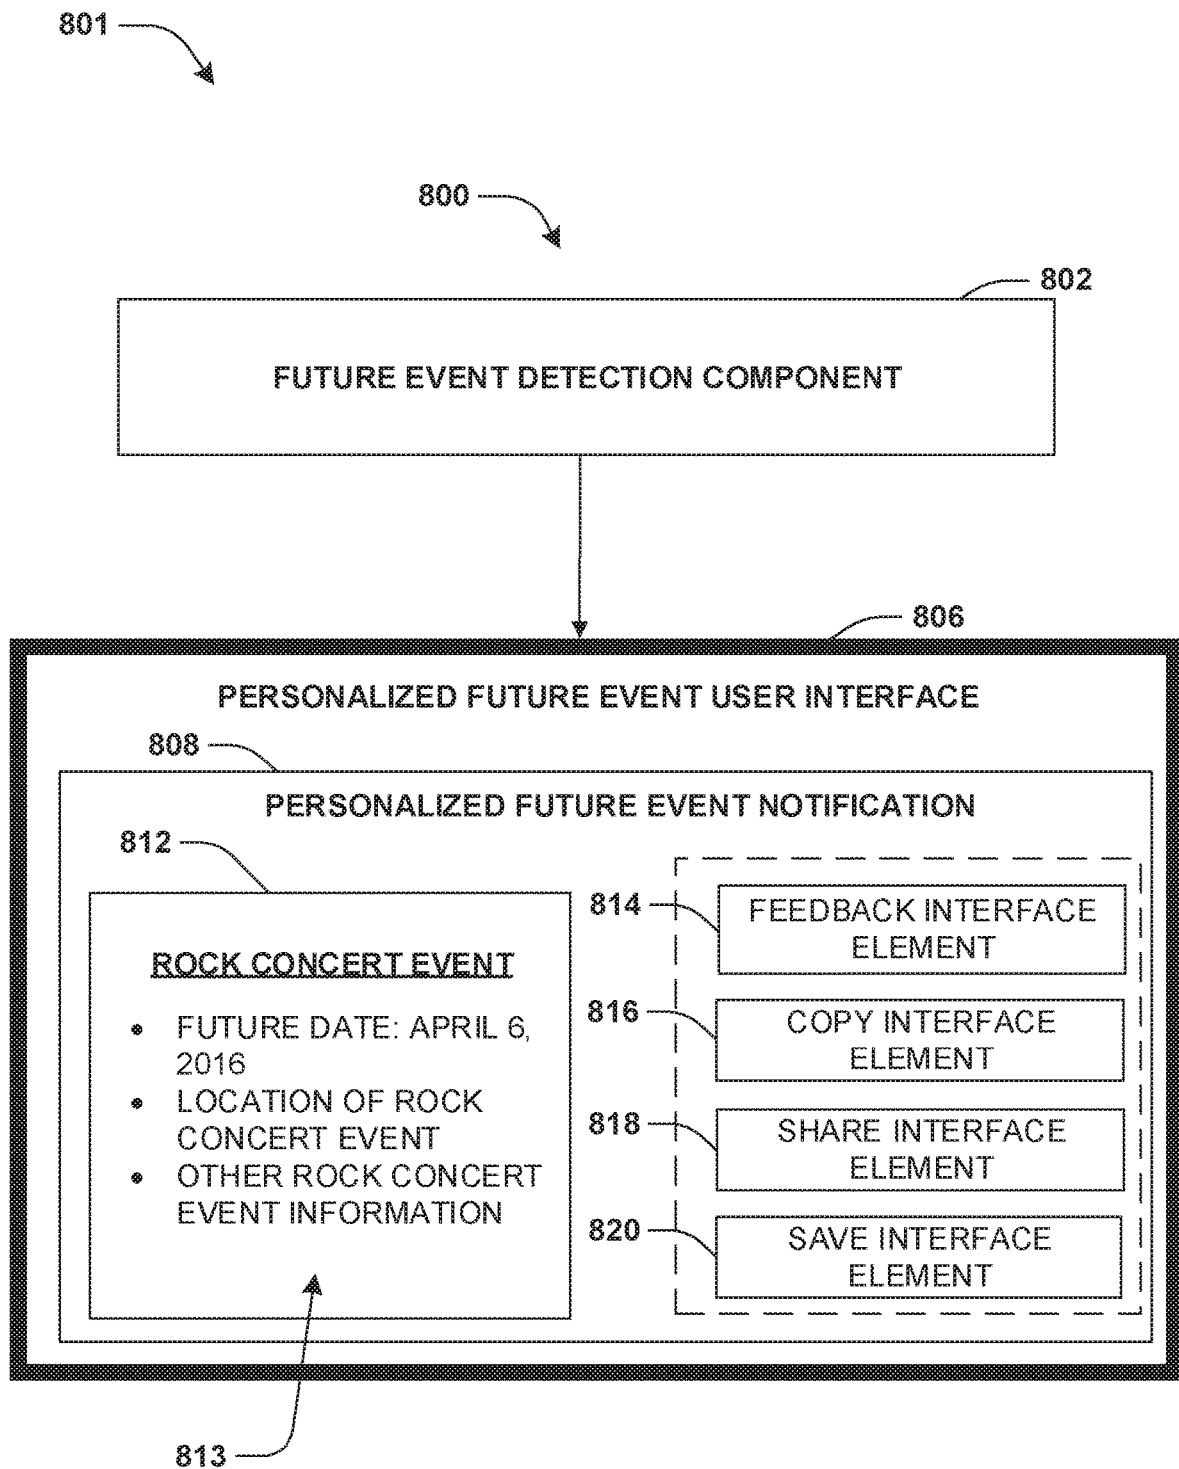 801
800
802
FUTURE EVENT DETECTION COMPONENT
806
PERSONALIZED FUTURE EVENT USER INTERFACE
808
PERSONALIZED FUTURE EVENT NOTIFICATION
812
ROCK CONCERT EVENT
• FUTURE DATE: APRIL 6,
2016
• LOCATION OF ROCK
CONCERT EVENT
• OTHER ROCK CONCERT
EVENT INFORMATION
813
814
FEEDBACK INTERFACE
ELEMENT
816
COPY INTERFACE
ELEMENT
818
SHARE INTERFACE
ELEMENT
820
SAVE INTERFACE
ELEMENT